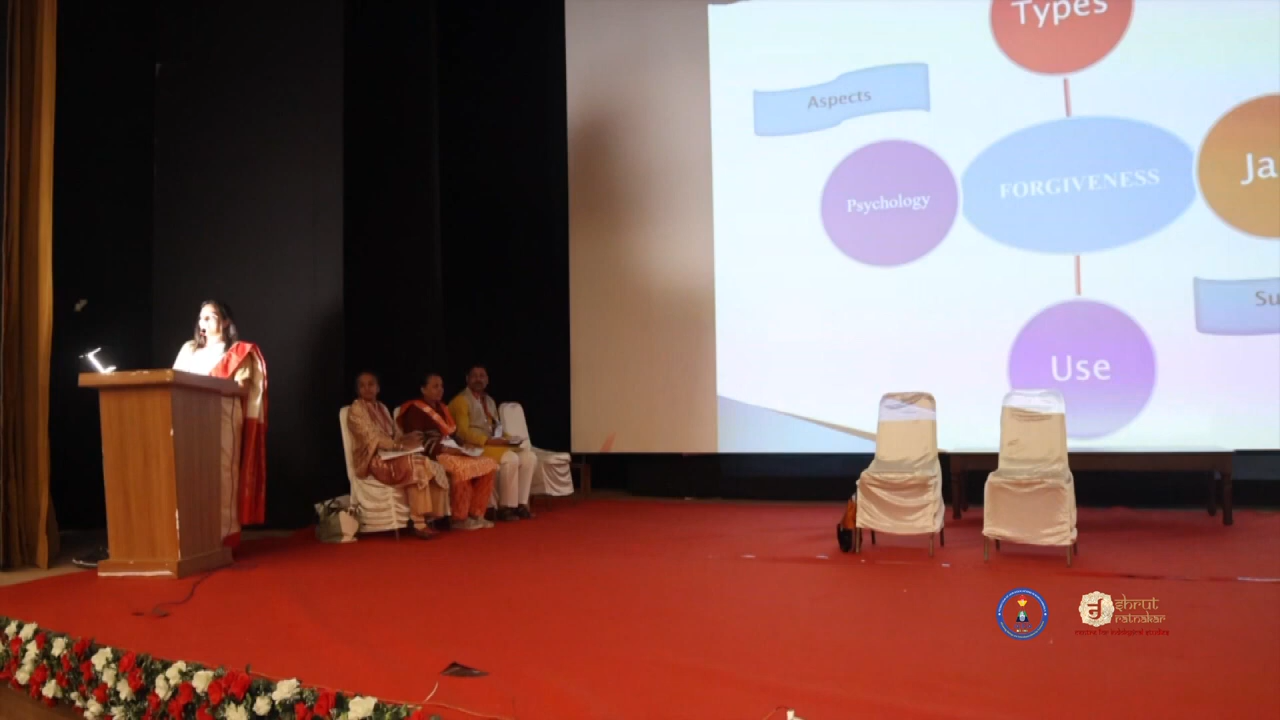 Types
Aspects
Psychology
FORGIVENESS
Ja
Su
Use
shrut
ratnakar